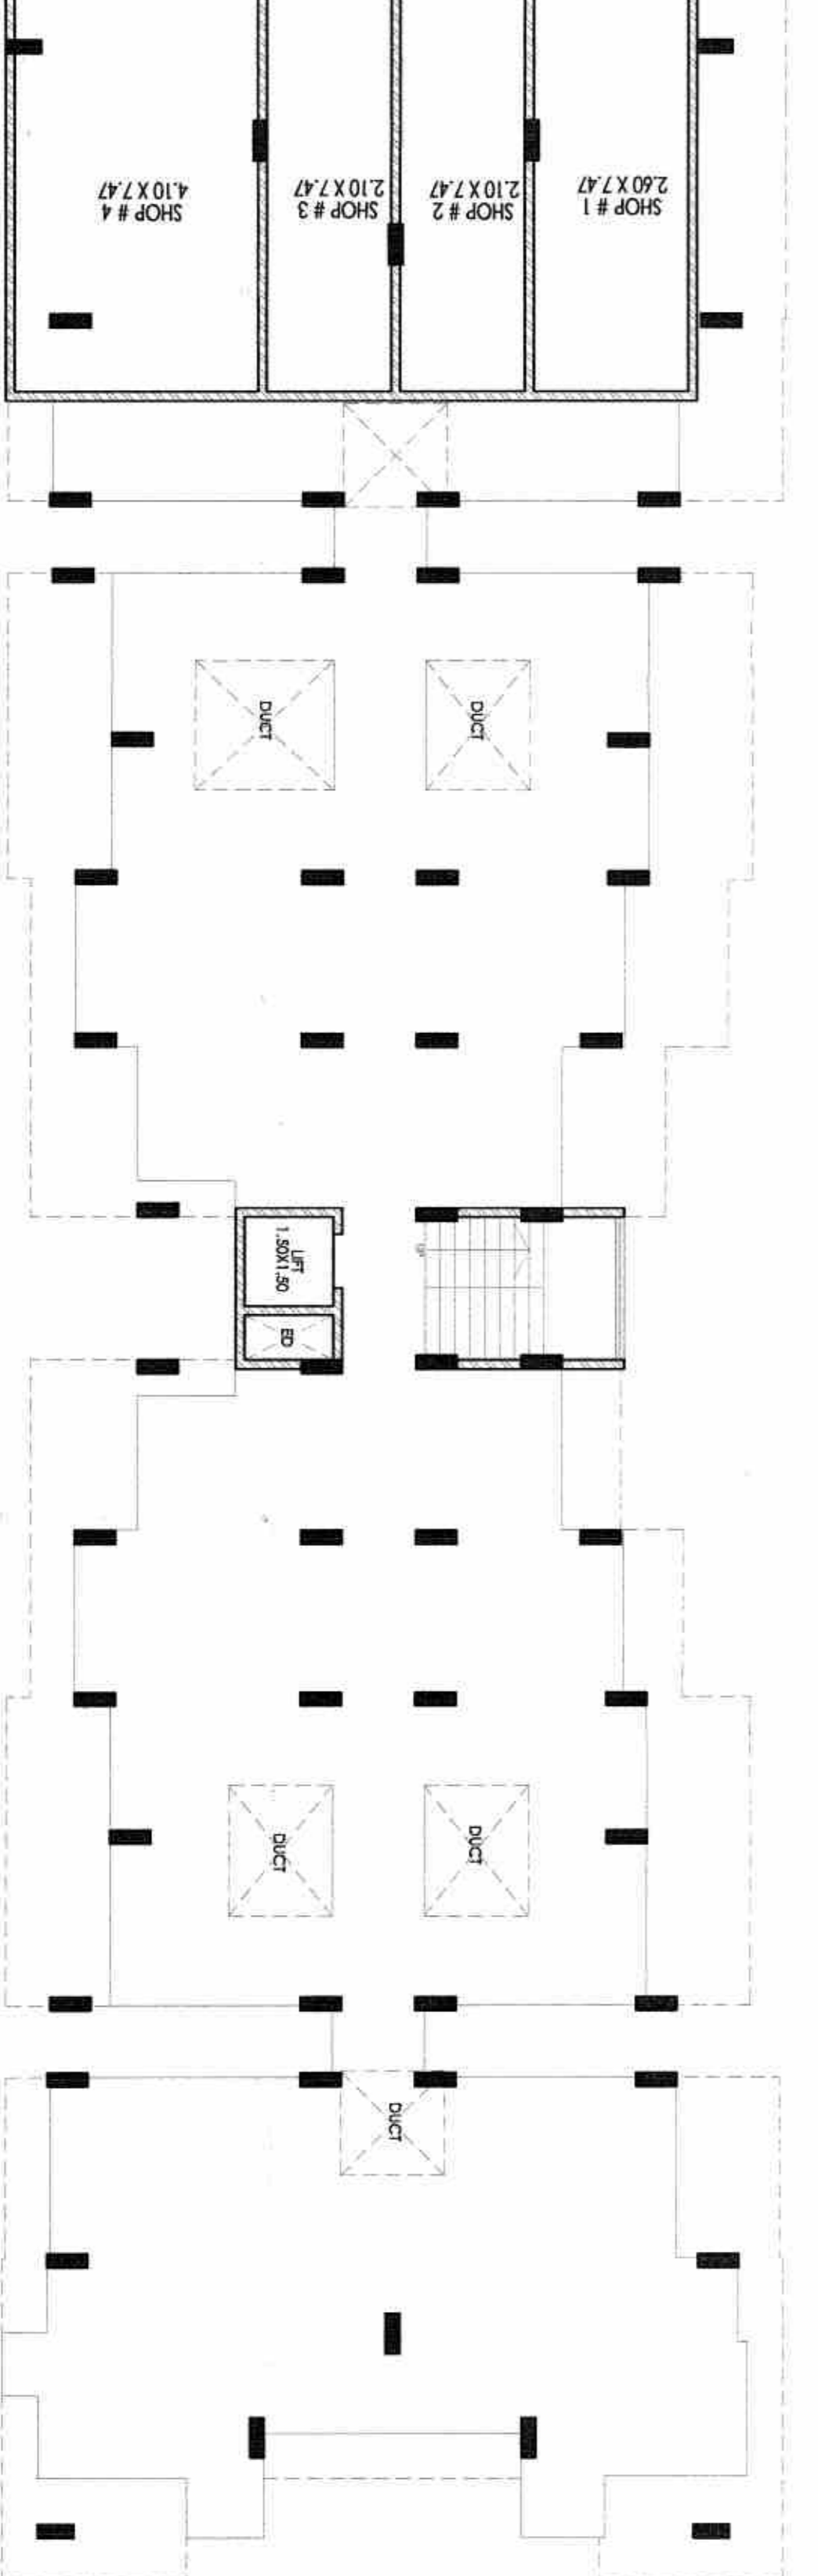 SHOP # 4
4.10 X 7.47
SHOP # 3
2.10 X 7.47
SHOP # 2
2.10 X 7.47
SHOP # 1
2.60 X 7.47
DUCT
DUCT
LIFT
1.50X1.50
ED
UP
DUCT
DUCT
DUCT